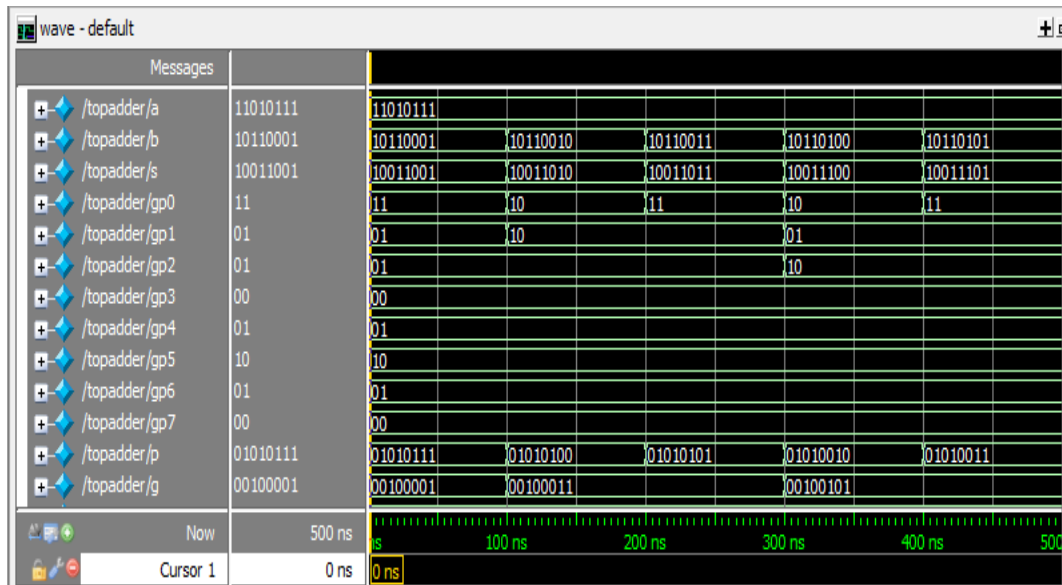 wave - default
Messages
/topadder/a 11010111 11010111
/topadder/b 10110001 10110001 10110010 10110011 10110100 10110101
/topadder/s 10011001 10011001 10011010 10011011 10011100 10011101
/topadder/gp0 11 11 10 11 10 11
/topadder/gp1 01 01 10 01
/topadder/gp2 01 01 10
/topadder/gp3 00 00
/topadder/gp4 01 01
/topadder/gp5 10 10
/topadder/gp6 01 01
/topadder/gp7 00 00
/topadder/p 01010111 01010111 01010100 01010101 01010010 01010011
/topadder/g 00100001 00100001 00100011 00100101
Now 500 ns ns 100 ns 200 ns 300 ns 400 ns 500
Cursor 1 0 ns 0 ns